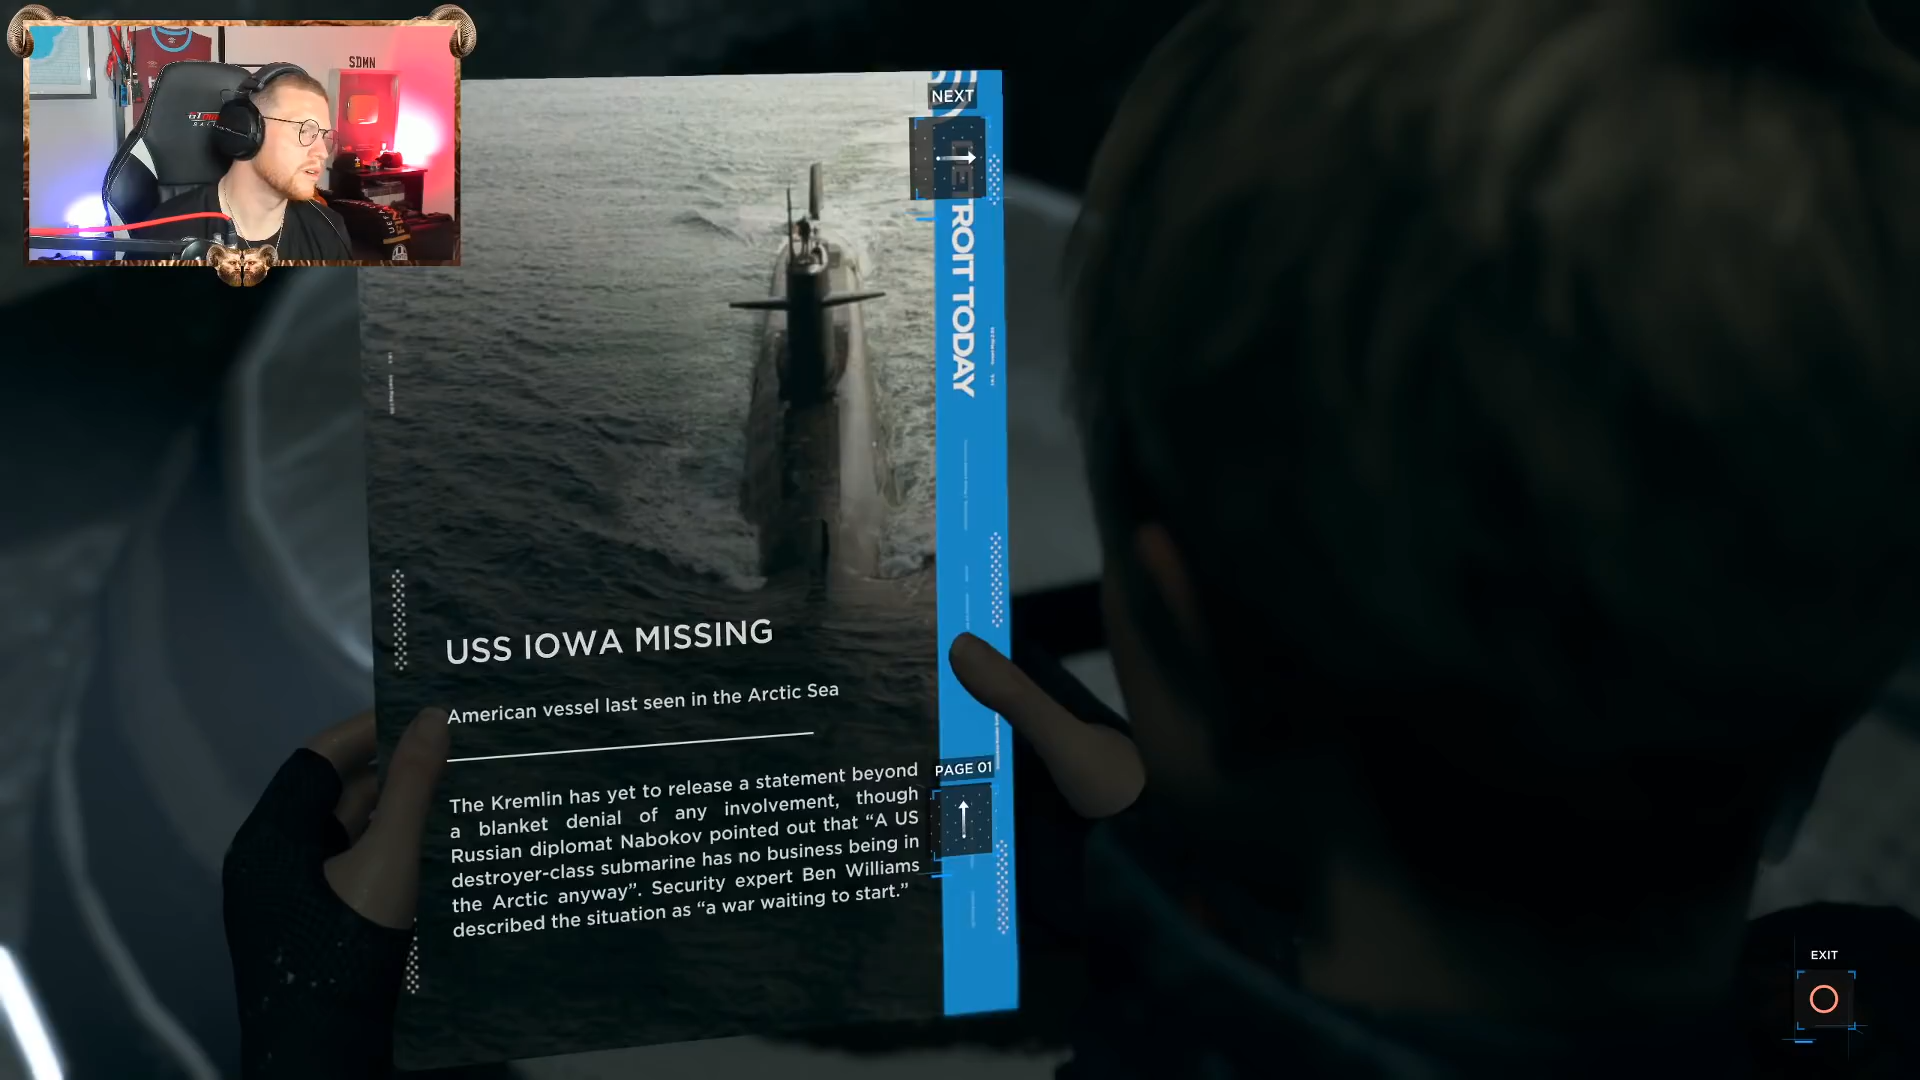 SDMN
NEXT
ROIT TODAY
USS IOWA MISSING
American vessel last seen in the Arctic Sea
The Kremlin has yet to release a statement beyond
a blanket denial of any involvement, though
Russian diplomat Nabokov pointed out that “A US
destroyer-class submarine has no business being in
the Arctic anyway”. Security expert Ben Williams
described the situation as “a war waiting to start.”
PAGE 01
EXIT